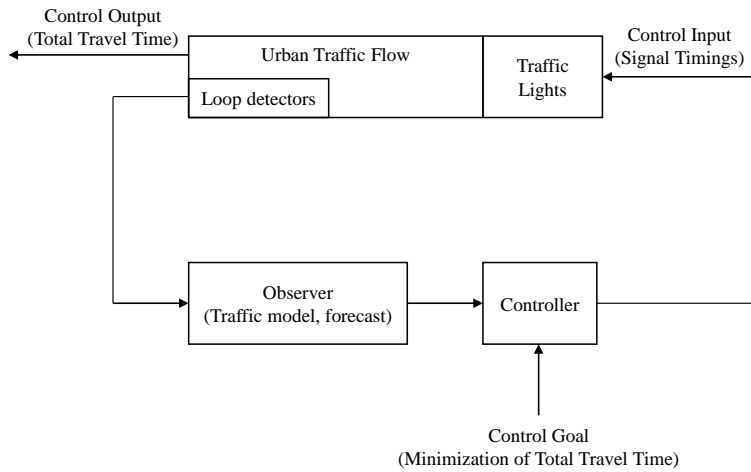 Control Output
(Total Travel Time)
Urban Traffic Flow
Loop detectors
Traffic
Lights
Control Input
(Signal Timings)
Observer
(Traffic model, forecast)
Controller
Control Goal
(Minimization of Total Travel Time)